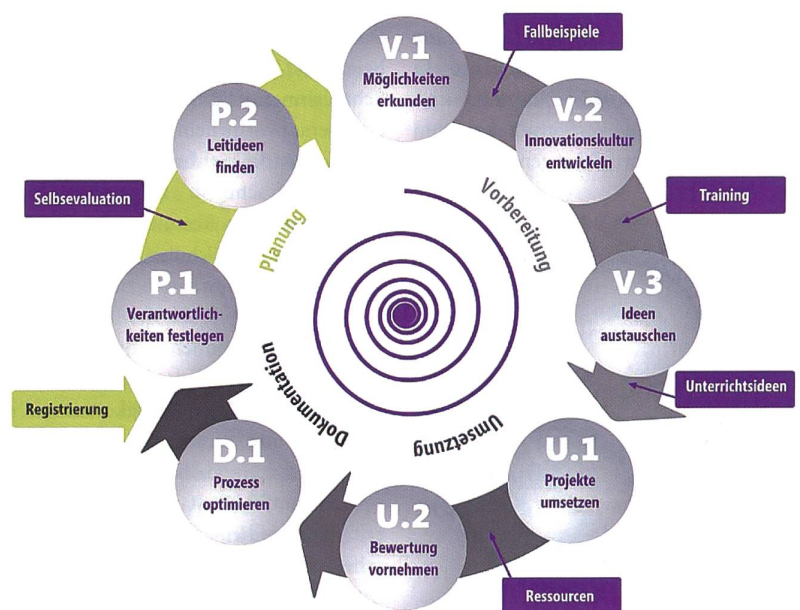 Registrierung
P.1
Verantwortlich-
keiten festlegen
Selbsevaluation
P.2
Leitideen
finden
Planung
V.1
Möglichkeiten
erkunden
Fallbeispiele
V.2
Innovationskultur
entwickeln
Training
Vorbereitung
V.3
Ideen
austauschen
Unterrichtsideen
U.1
Projekte
umsetzen
Ressourcen
Umsetzung
U.2
Bewertung
vornehmen
D.1
Prozess
optimieren
Dokumentation